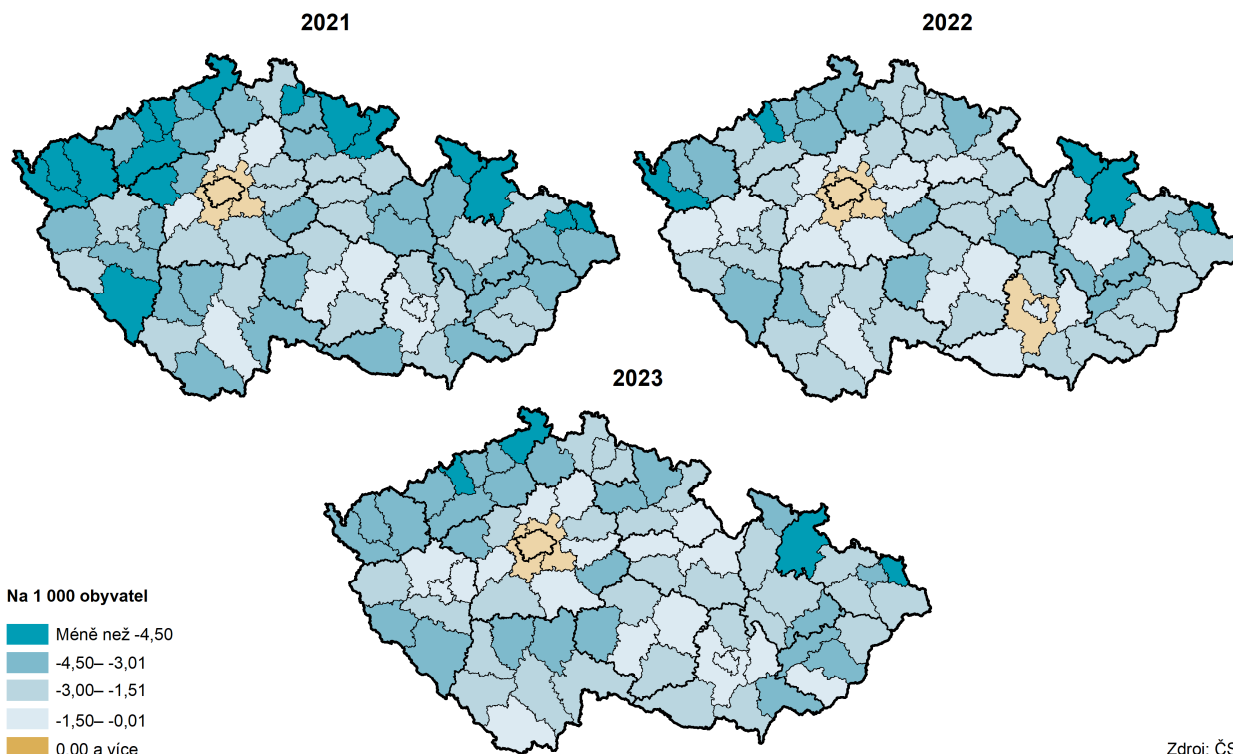 2021
2022
2023
Na 1 000 obyvatel
Méně než -4,50
-4,50– -3,01
-3,00– -1,51
-1,50– -0,01
0,00 a více
Zdroj: ČS